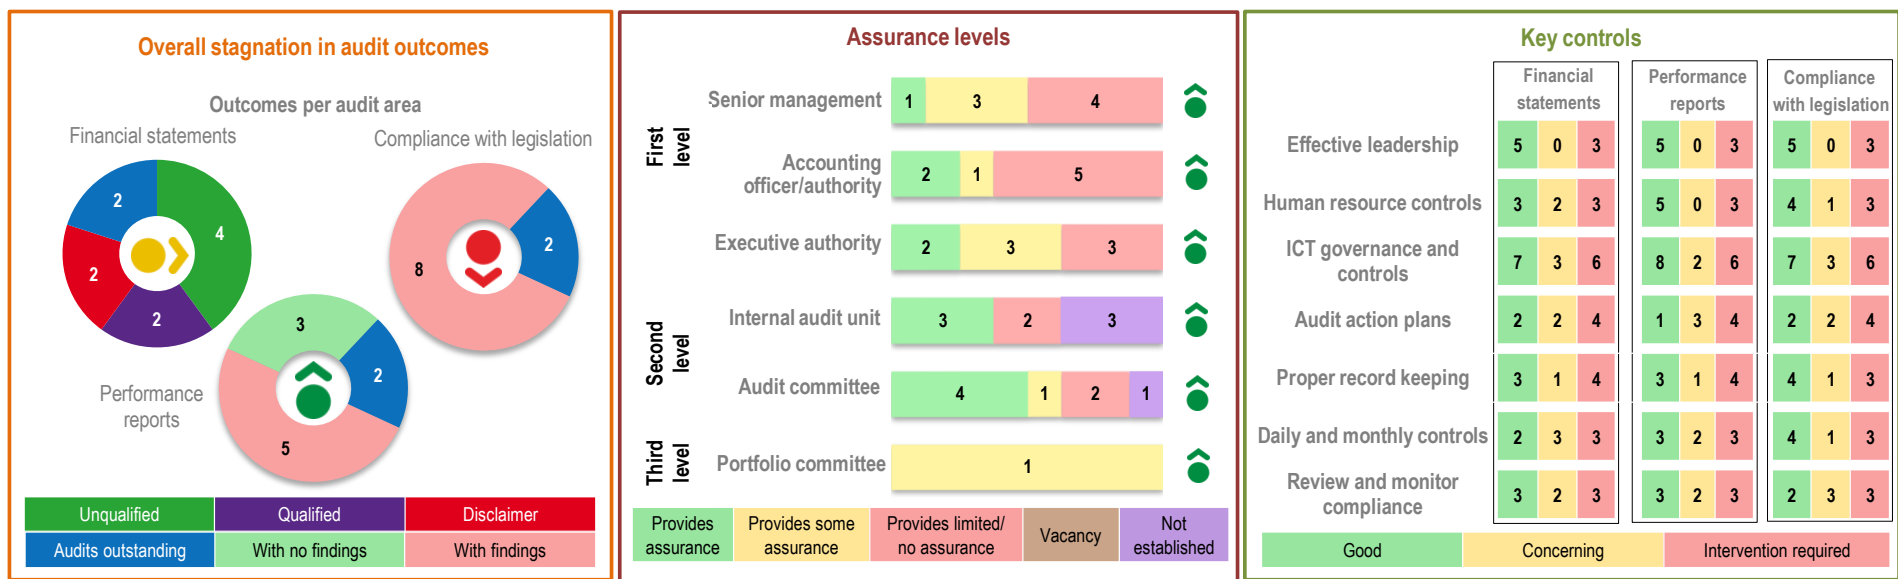 Overall stagnation in audit outcomes
Outcomes per audit area
Financial statements
2
4
2
2
Compliance with legislation
2
8
Performance
reports
3
2
5
Unqualified
Qualified
Disclaimer
Audits outstanding
With no findings
With findings
Assurance levels
First
level
Senior management
1 3 4
Accounting
officer/authority
2 1 5
Executive authority
2 3 3
Second
level
Internal audit unit
3 2 3
Audit committee
4 1 2 1
Third
level
Portfolio committee
1
Provides
assurance
Provides some
assurance
Provides limited/
no assurance
Vacancy
Not
established
Key controls
Financial
statements
Performance
reports
Compliance
with legislation
Effective leadership
5 0 3 5 0 3 5 0 3
Human resource controls
3 2 3 5 0 3 4 1 3
ICT governance and
controls
7 3 6 8 2 6 7 3 6
Audit action plans
2 2 4 1 3 4 2 2 4
Proper record keeping
3 1 4 3 1 4 4 1 3
Daily and monthly controls
2 3 3 3 2 3 4 1 3
Review and monitor
compliance
3 2 3 3 2 3 2 3 3
Good
Concerning
Intervention required